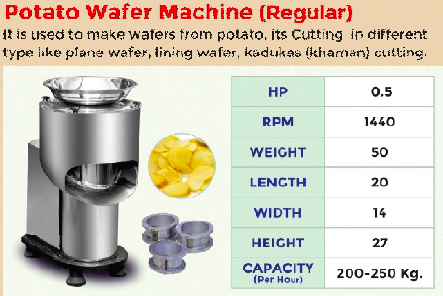 Potato Wafer Machine (Regular)
It is used to make wafers from potato, its Cutting in different
type like plane wafer, lining wafer, kadukas (khaman) cutting.
HP 0.5
RPM 1440
WEIGHT 50
LENGTH 20
WIDTH 14
HEIGHT 27
CAPACITY 200-250 Kg.
(Per Hour)